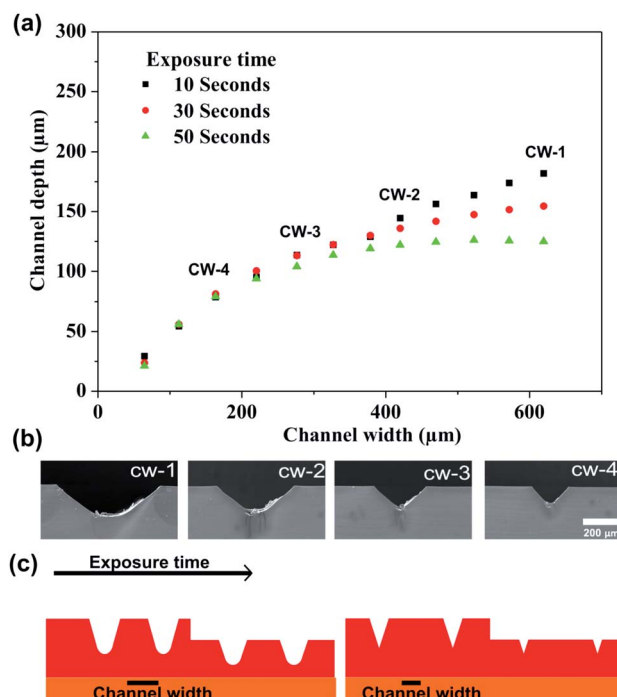 (a)
300
250
200
150
100
50
0
Channel depth (μm)
Exposure time
10 Seconds
30 Seconds
50 Seconds
CW-1
CW-2
CW-3
CW-4
0 200 400 600
Channel width (μm)
(b)
cw-1 cw-2 cw-3 cw-4
200 μm
(c)
Exposure time
Channel width Channel width